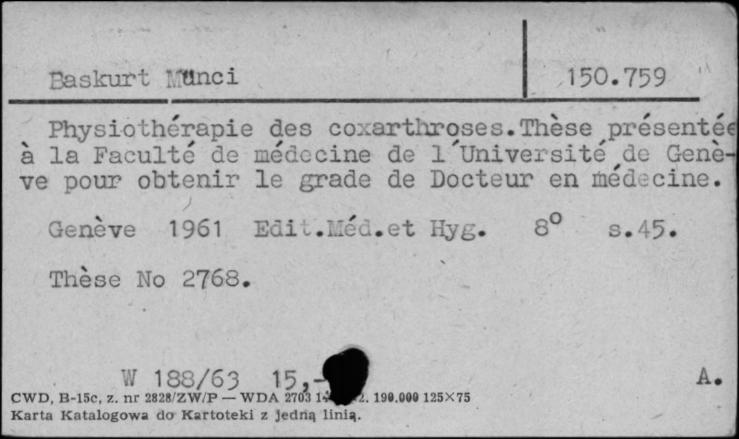 Baskurt Münci 150.759
Physiothérapie des coxarthroses.Thèse présentée
à la Faculté de médecine de l'Université de Genè-
ve pour obtenir le grade de Docteur en médecine.
Genève 1961 Edit.Méd.et Hyg. 8° s.45.
Thèse No 2768.
W 188/63 15,- A.
CWD, B-15c, z. nr 2828/ZW/P — WDA 2703 190.000 125×75
Karta Katalogowa do Kartoteki z jedną linią.